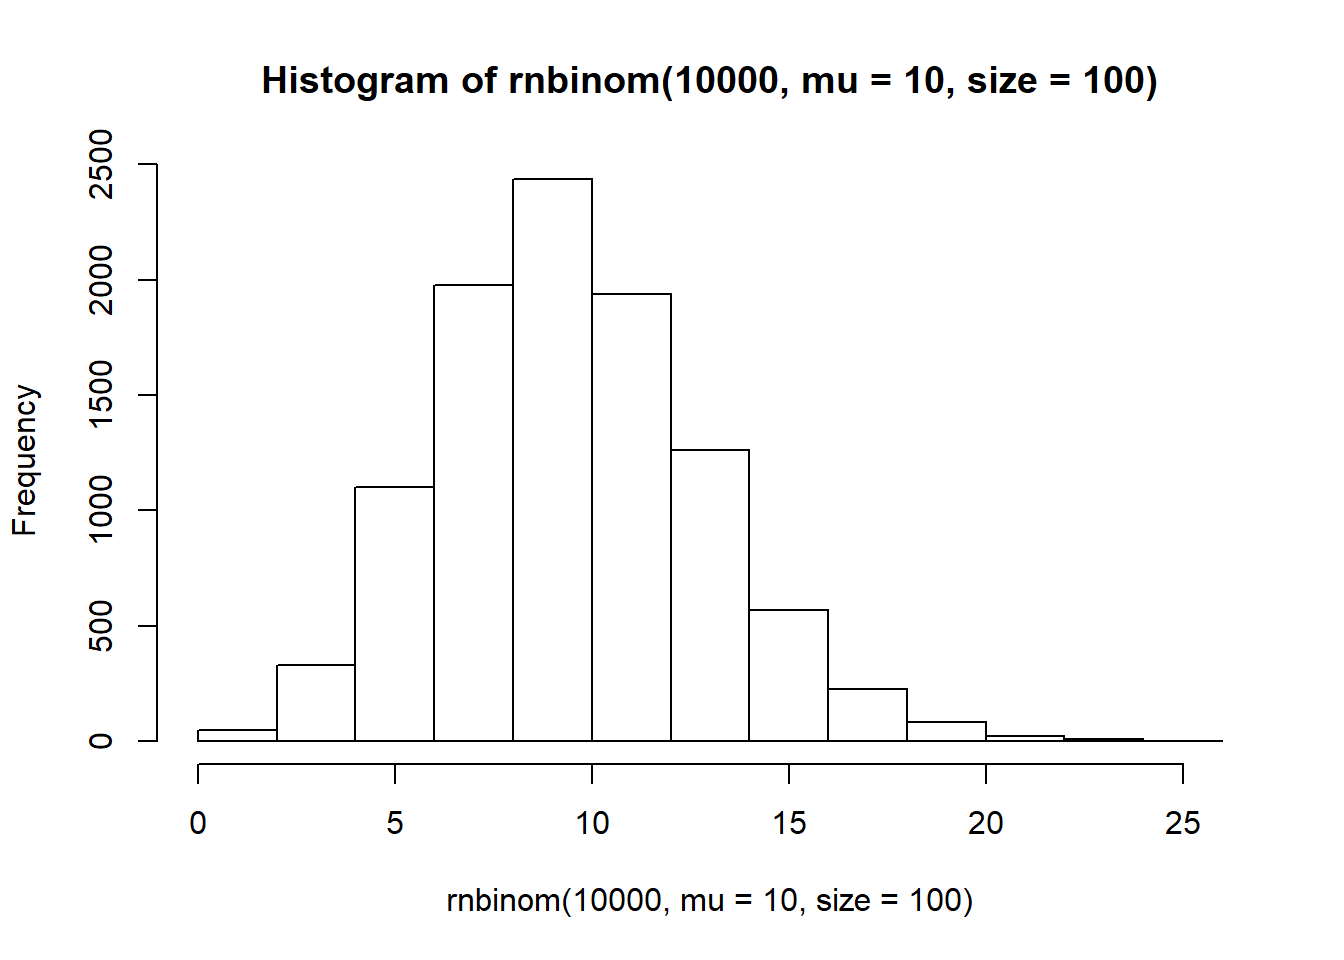 Histogram of rnbinom(10000, mu = 10, size = 100)
Frequency
2500
2000
1500
1000
500
0
0 5 10 15 20 25
rnbinom(10000, mu = 10, size = 100)